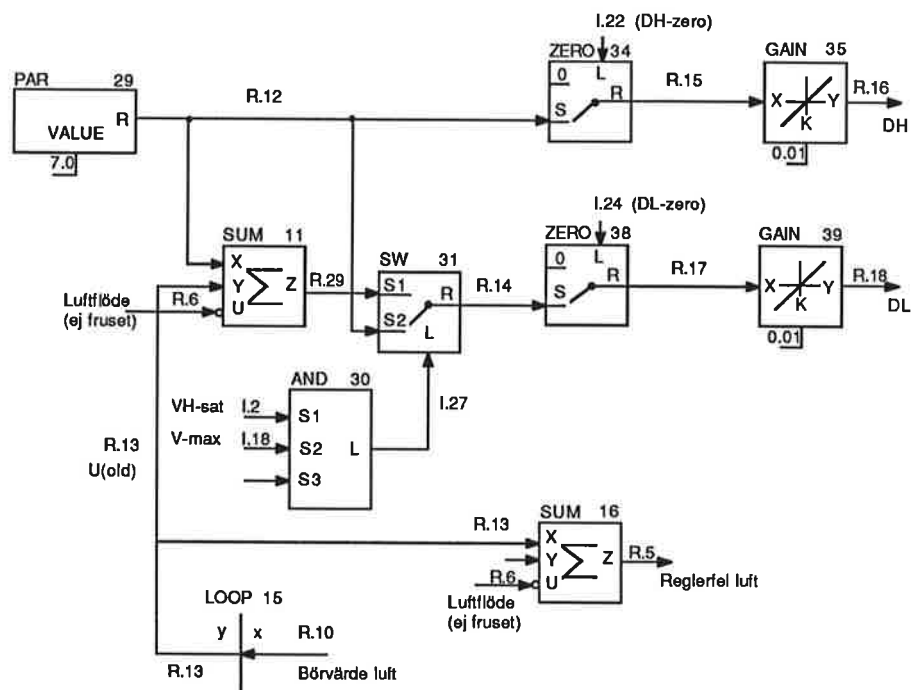 I.22 (DH-zero)
ZERO 34
GAIN 35
PAR 29
O L
R.12
R R.15
X Y R.16
R
S
K
DH
VALUE
7.0
0.01
I.24 (DL-zero)
SUM 11
ZERO 38
GAIN 39
SW 31
O L
X
R R.17
R.18
Y Z R.29
S1 R R.14
X Y
Luftflöde R.6
U
S
K
DL
(ej fruset)
S2
L
0.01
AND 30
I.27
VH-sat I.2 S1
V-max I.18 S2 L
R.13
U(old)
S3
SUM 16
R.13
X
Y Z R.5
R.6 U
Reglerfel luft
LOOP 15
Luftflöde
(ej fruset)
y x R.10
R.13
Börvärde luft